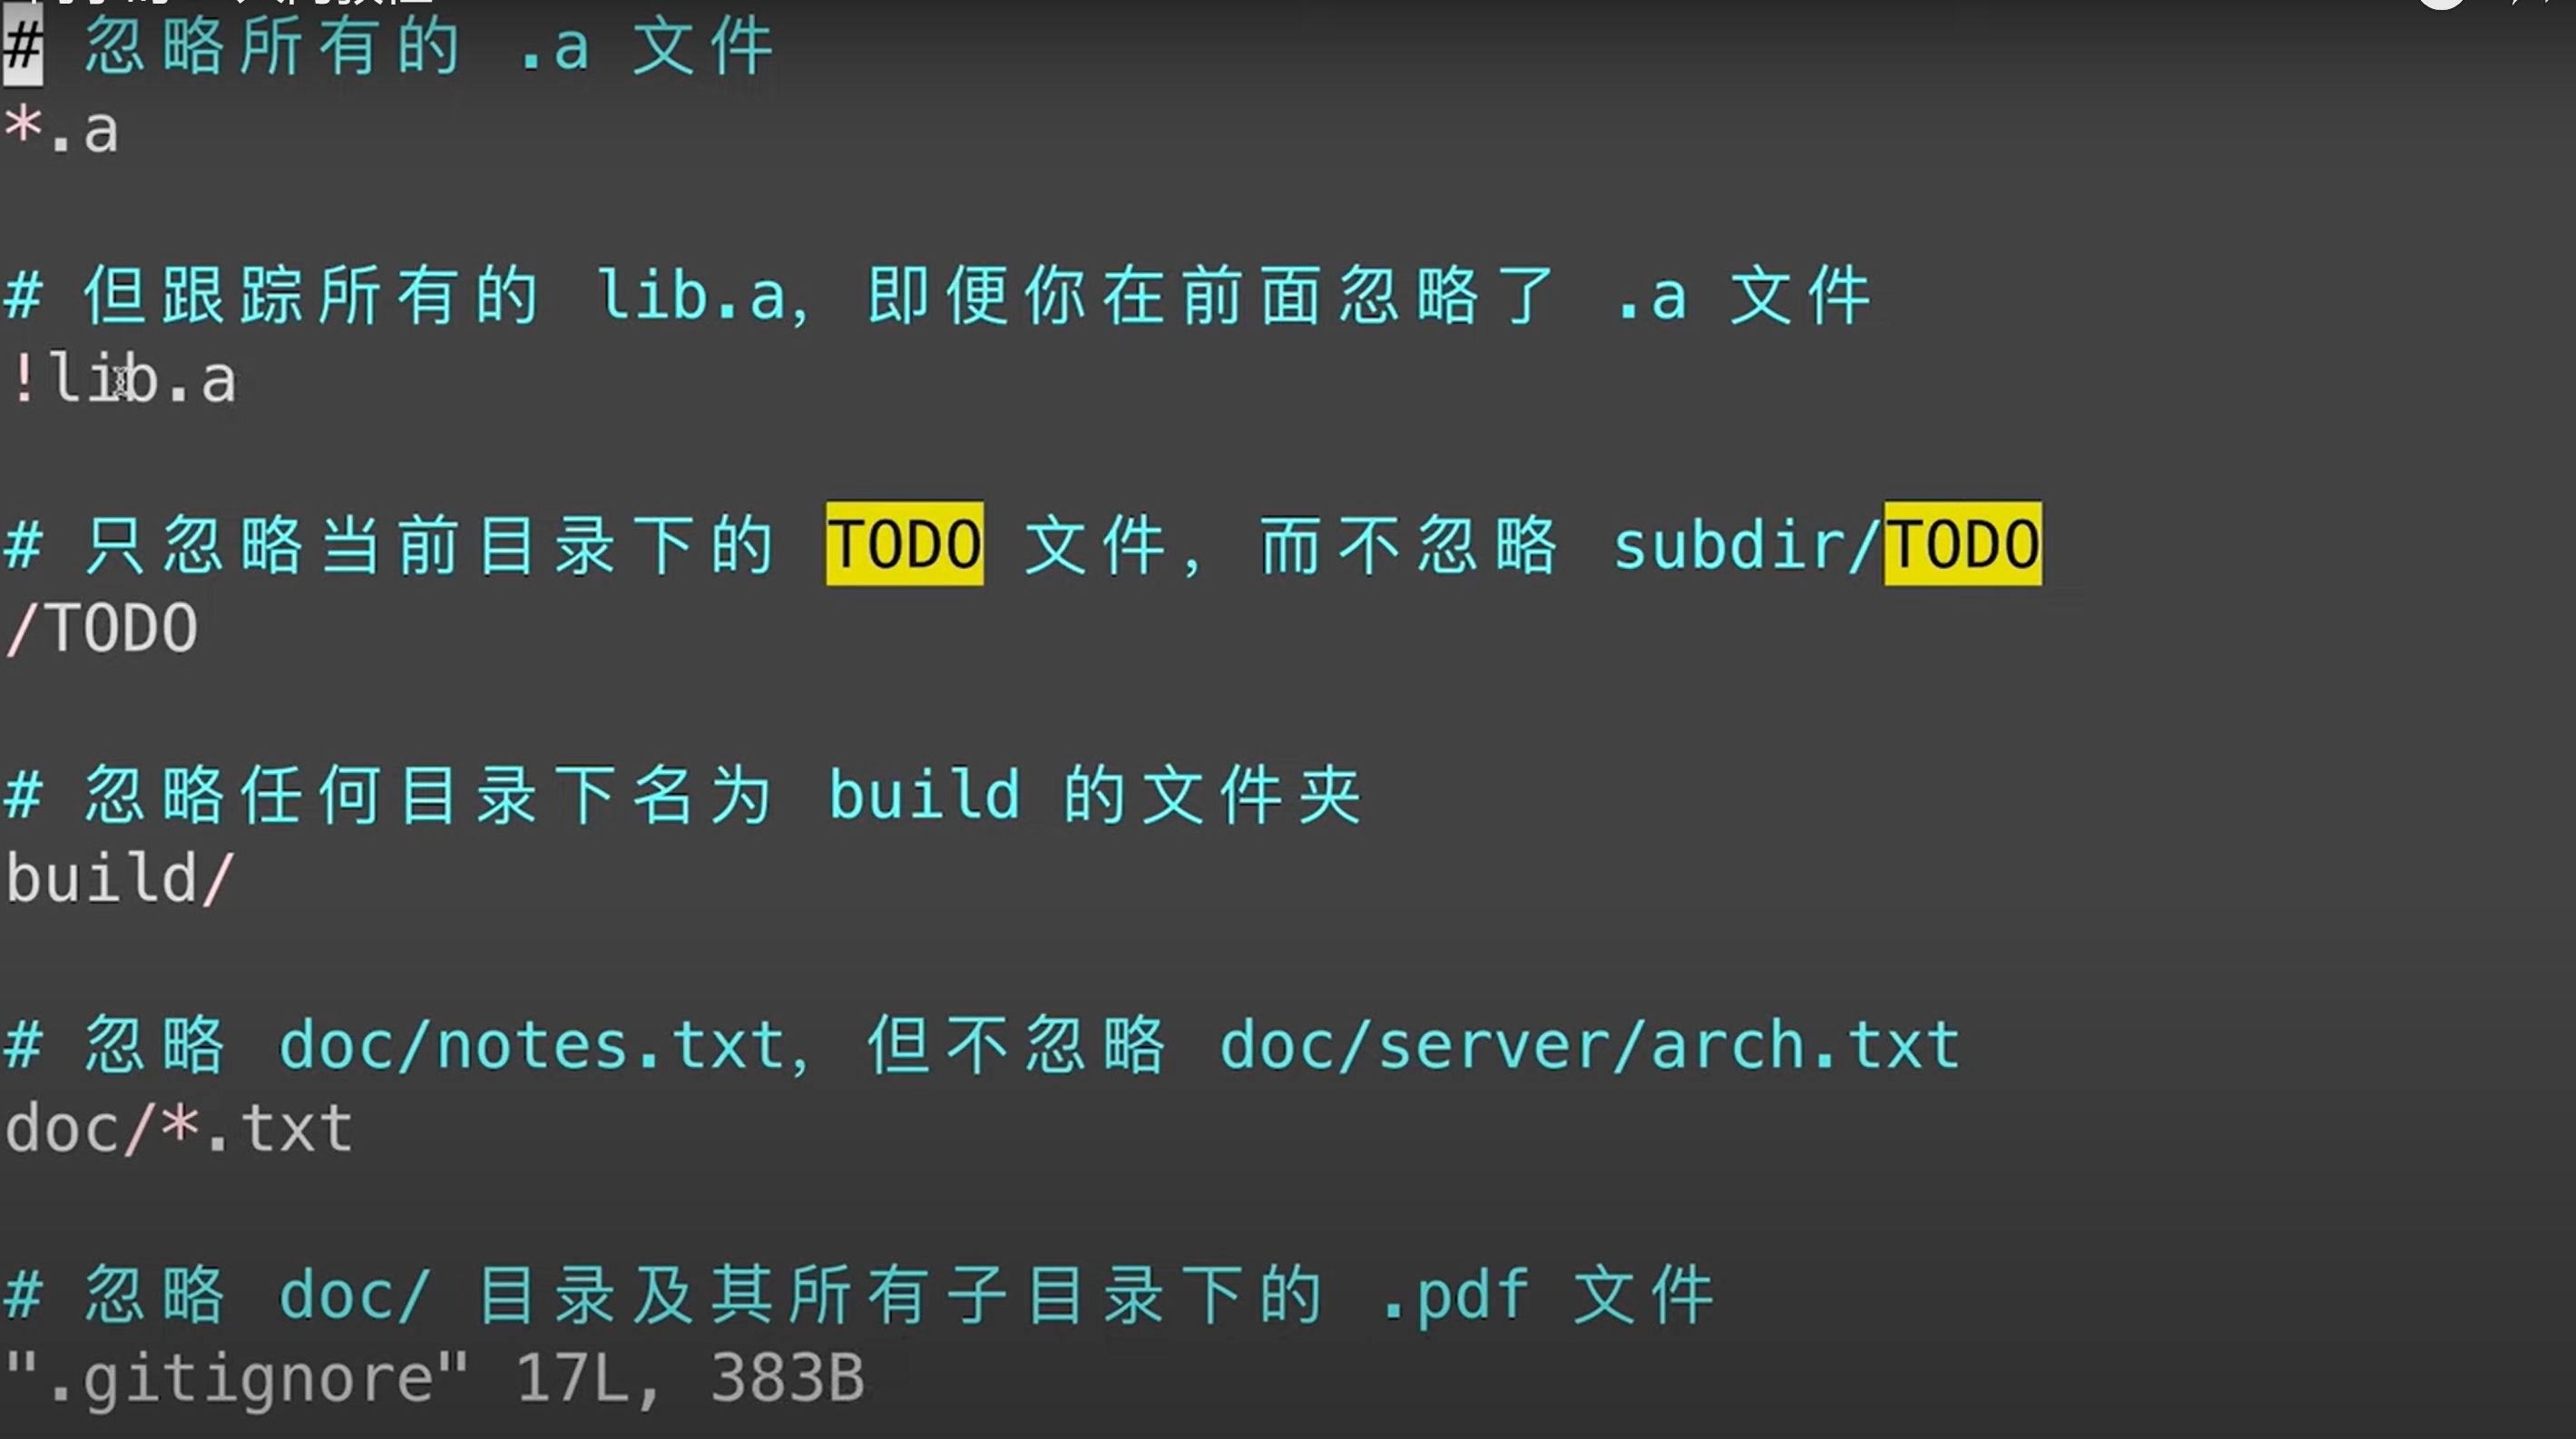 # 忽略所有的 .a 文件
*.a
# 但跟踪所有的 lib.a, 即便你在前面忽略了 .a 文件
!lib.a
# 只忽略当前目录下的 TODO 文件, 而不忽略 subdir/TODO
/TODO
# 忽略任何目录下名为 build 的文件夹
build/
# 忽略 doc/notes.txt, 但不忽略 doc/server/arch.txt
doc/*.txt
# 忽略 doc/ 目录及其所有子目录下的 .pdf 文件
".gitignore" 17L, 383B